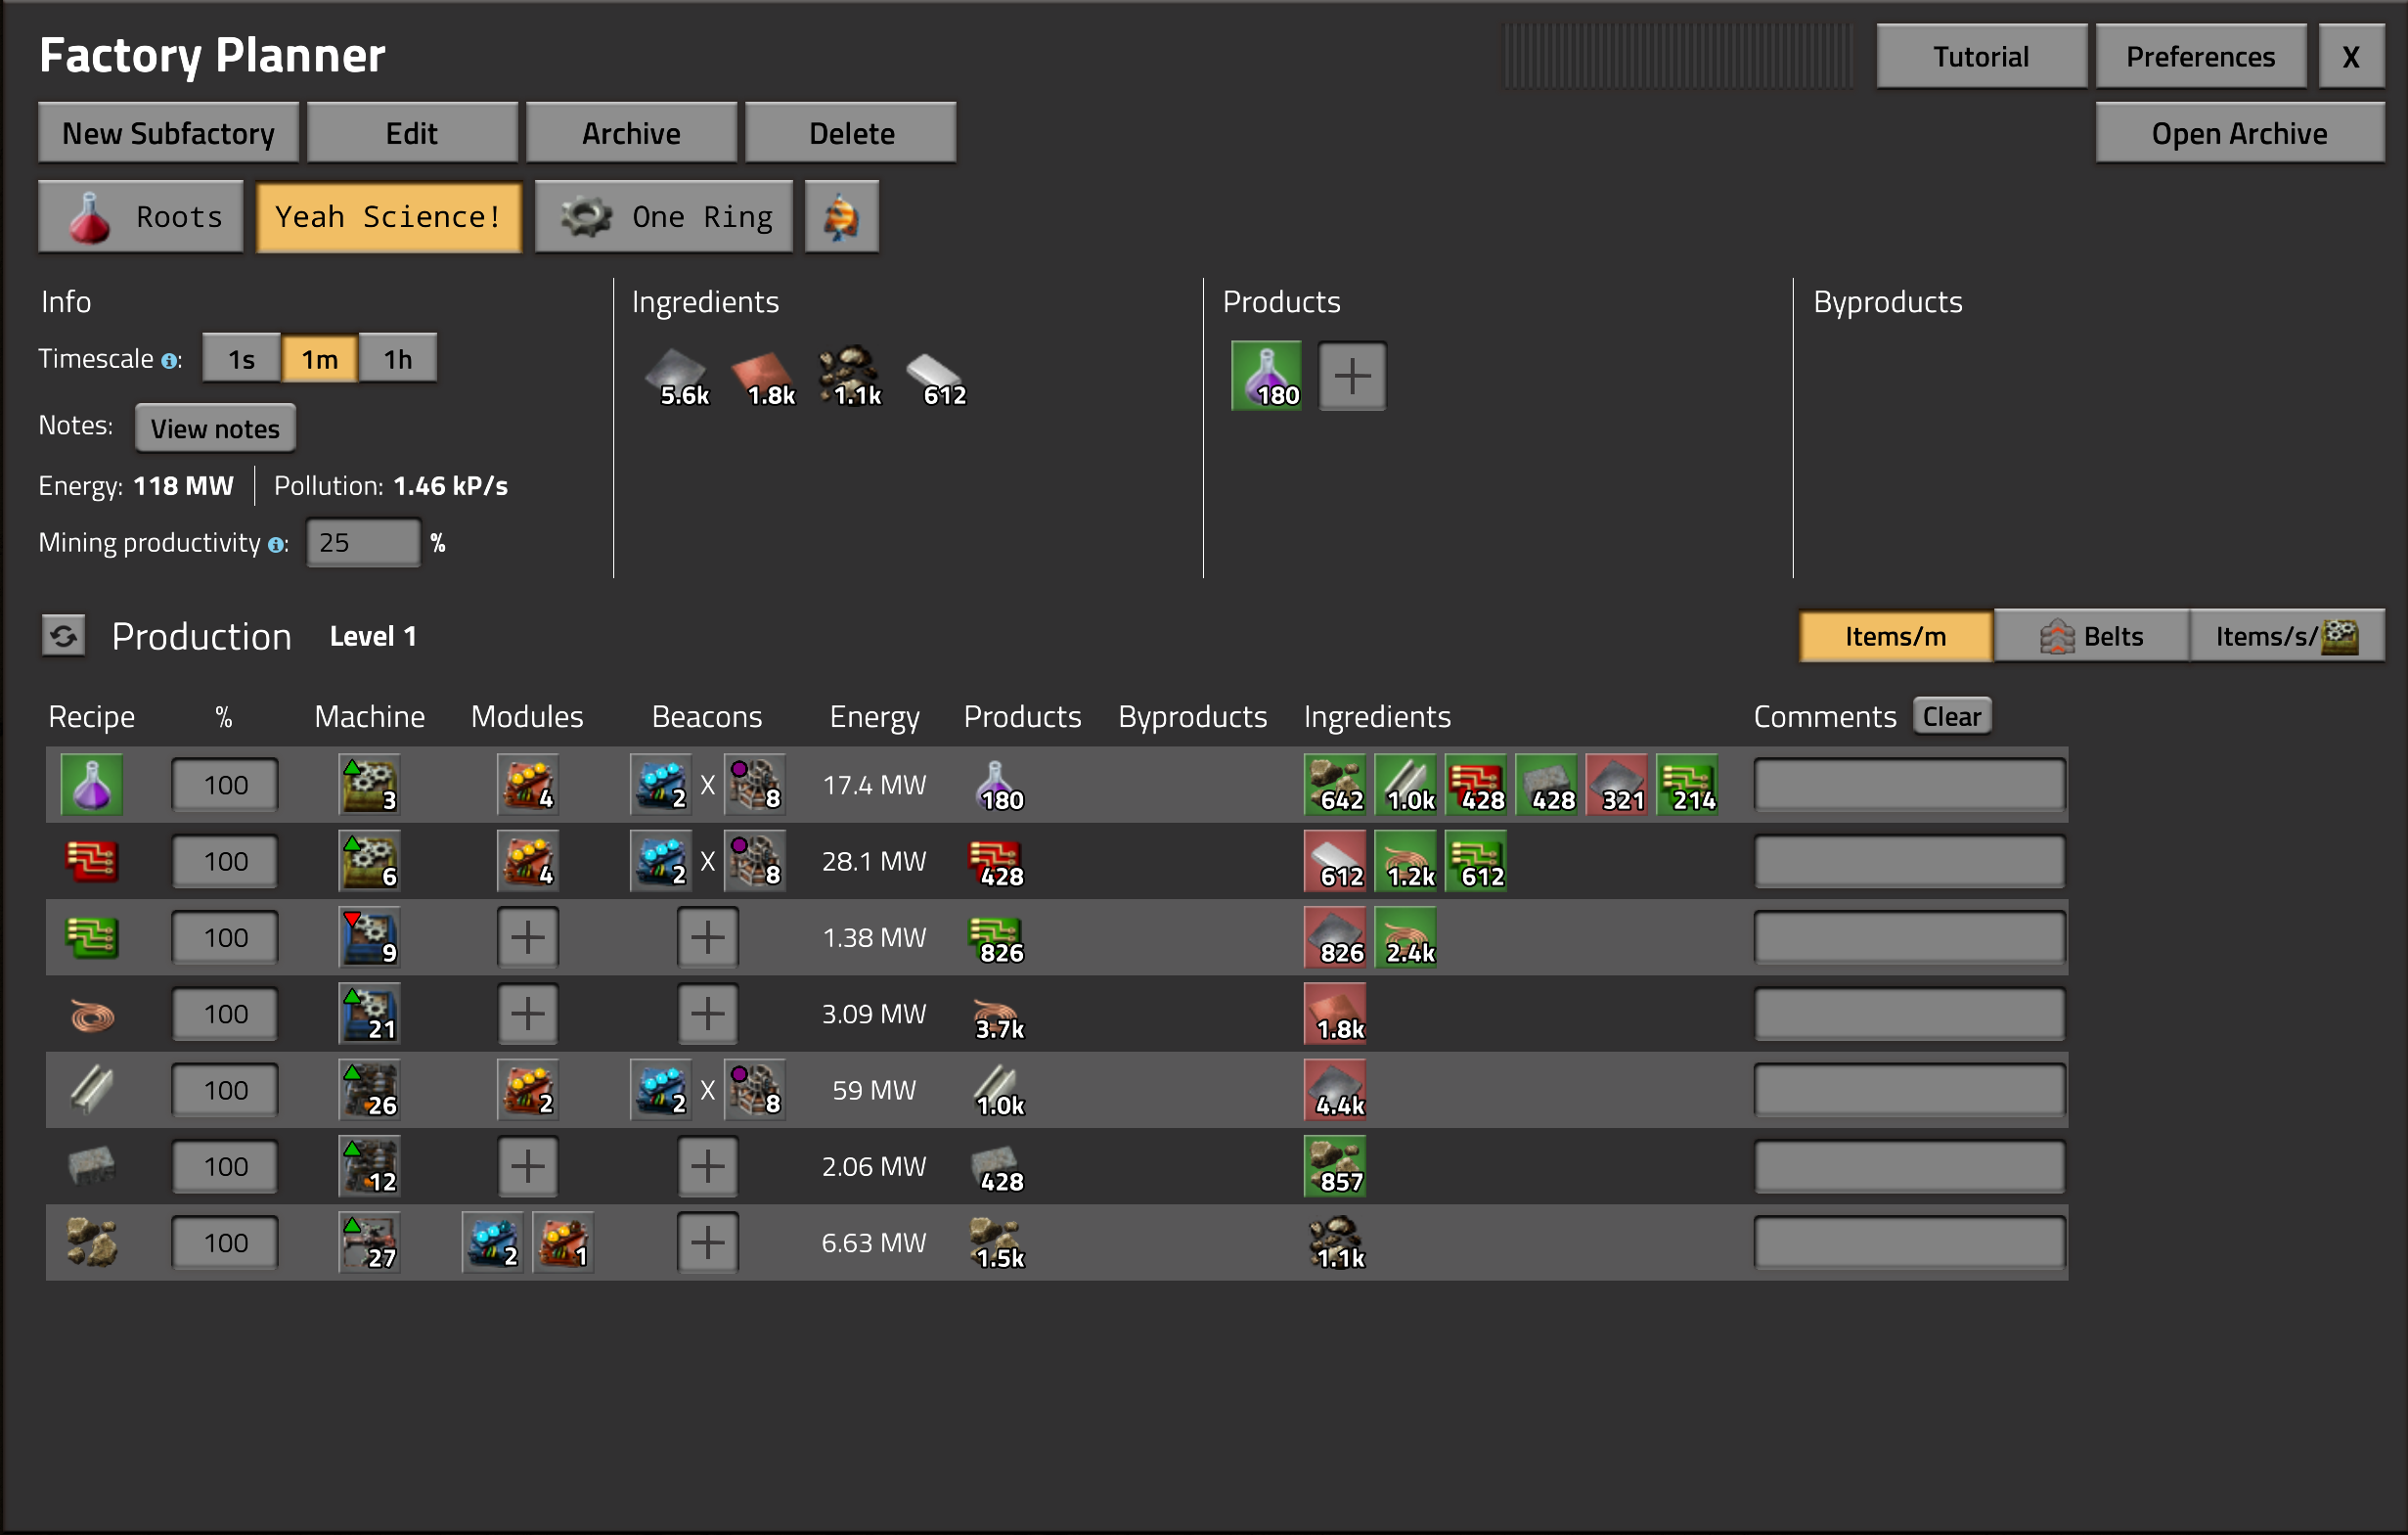 Factory Planner
Tutorial Preferences X
New Subfactory Edit Archive Delete Open Archive
Roots Yeah Science! One Ring
Info Ingredients Products Byproducts
Timescale : 1s 1m 1h
5.6k 1.8k 1.1k 612 180
Notes: View notes
Energy: 118 MW Pollution: 1.46 kP/s
Mining productivity : 25 %
Production Level 1 Items/m Belts Items/s/
Recipe % Machine Modules Beacons Energy Products Byproducts Ingredients Comments Clear
100 3 4 2 X 8 17.4 MW 180 642 1.0k 428 428 321 214
100 6 4 2 X 8 28.1 MW 428 612 1.2k 612
100 9 1.38 MW 826 826 2.4k
100 21 3.09 MW 3.7k 1.8k
100 26 2 2 X 8 59 MW 1.0k 4.4k
100 12 2.06 MW 428 857
100 27 2 1 6.63 MW 1.5k 1.1k